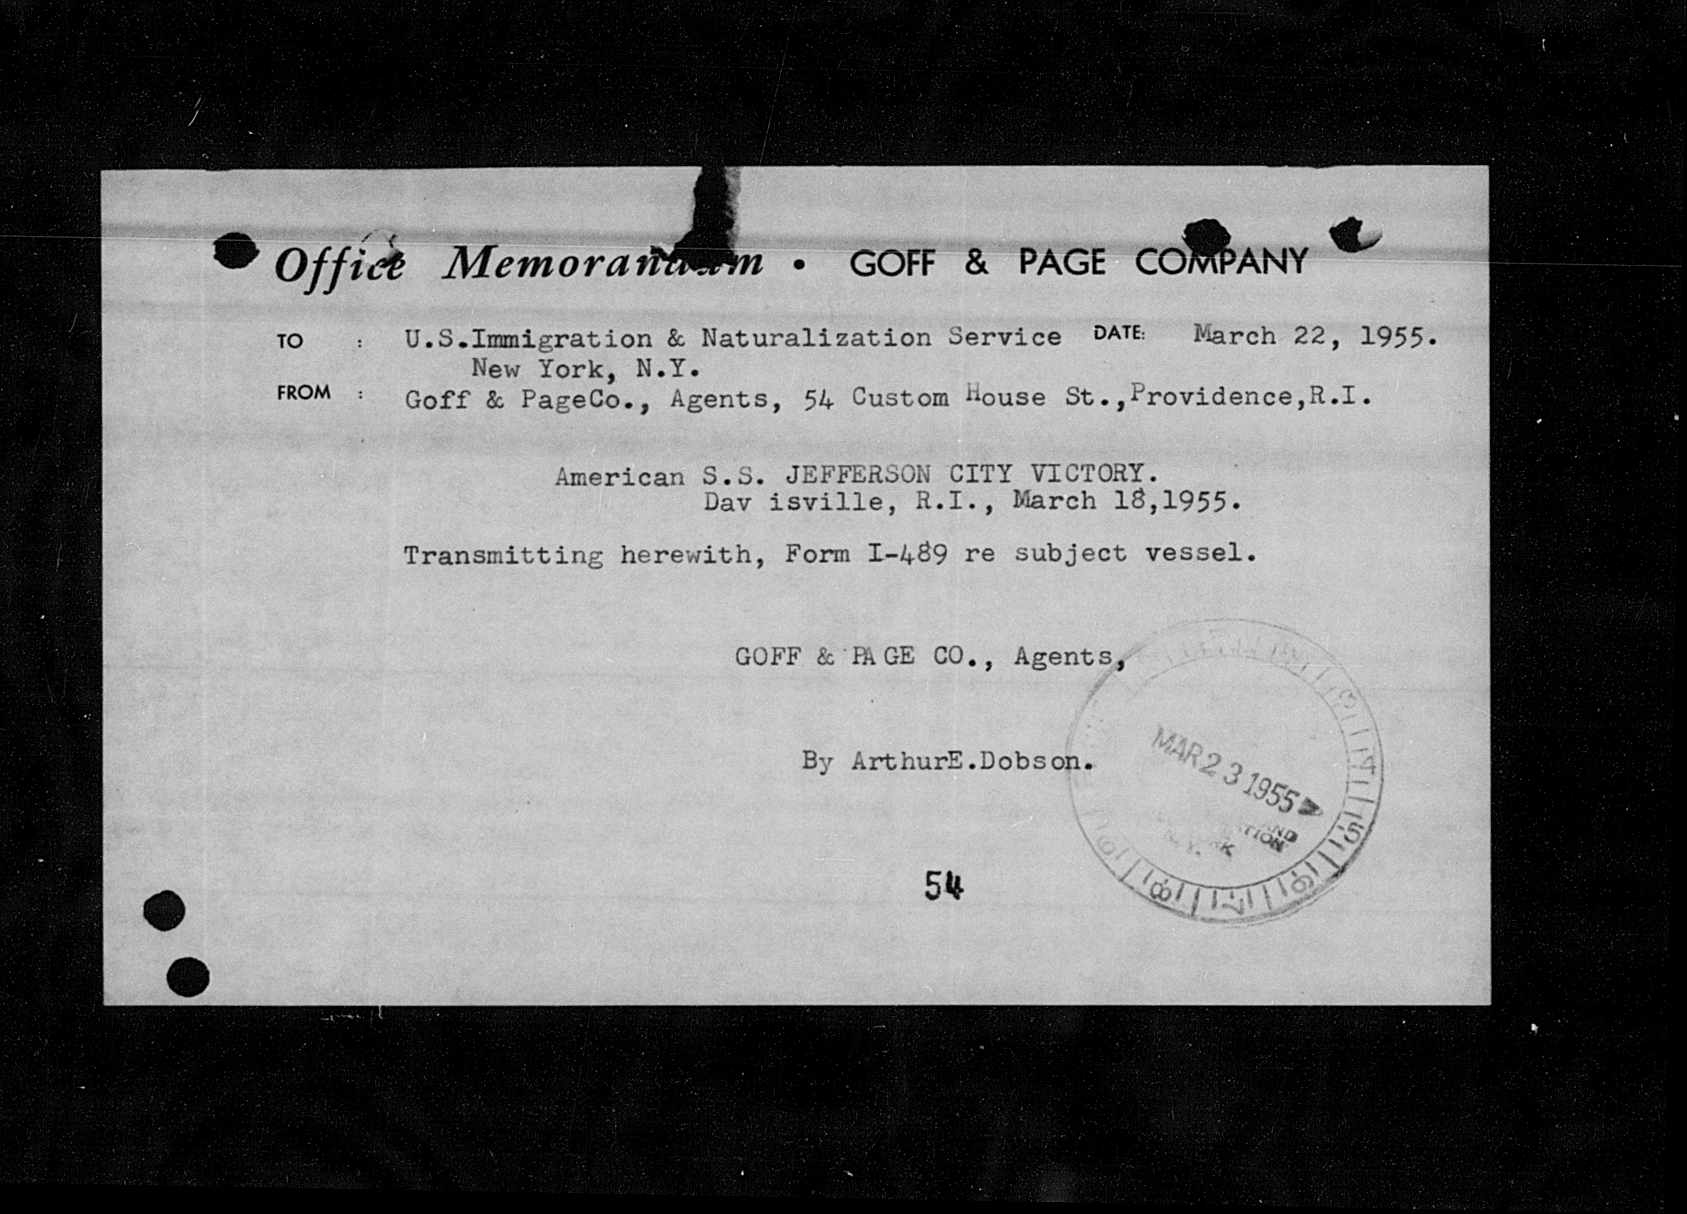 Office Memorandum • GOFF & PAGE COMPANY
TO : U.S.Immigration & Naturalization Service DATE: March 22, 1955.
New York, N.Y.
FROM : Goff & PageCo., Agents, 54 Custom House St.,Providence,R.I.
American S.S. JEFFERSON CITY VICTORY.
Dav isville, R.I., March 18,1955.
Transmitting herewith, Form I-489 re subject vessel.
GOFF & PAGE CO., Agents,
By ArthurE.Dobson.
MAR 23 1955
54